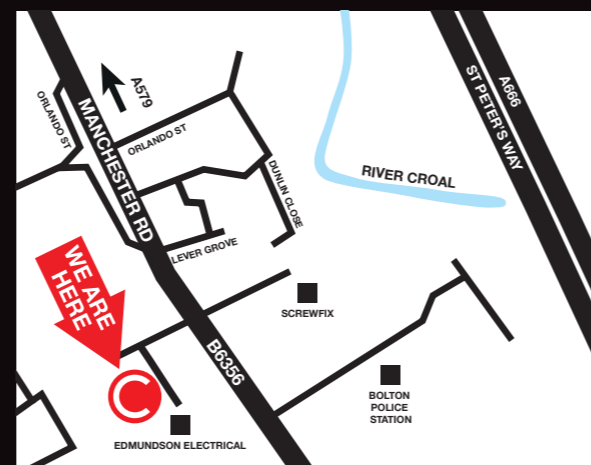 A579
ORLANDO ST
MANCHESTER RD
ORLANDO ST
ST PETER'S WAY
A666
DUNLIN CLOSE
RIVER CROAL
LEVER GROVE
WE ARE
HERE
SCREWFIX
B6356
C
BOLTON
POLICE
STATION
EDMUNDSON ELECTRICAL